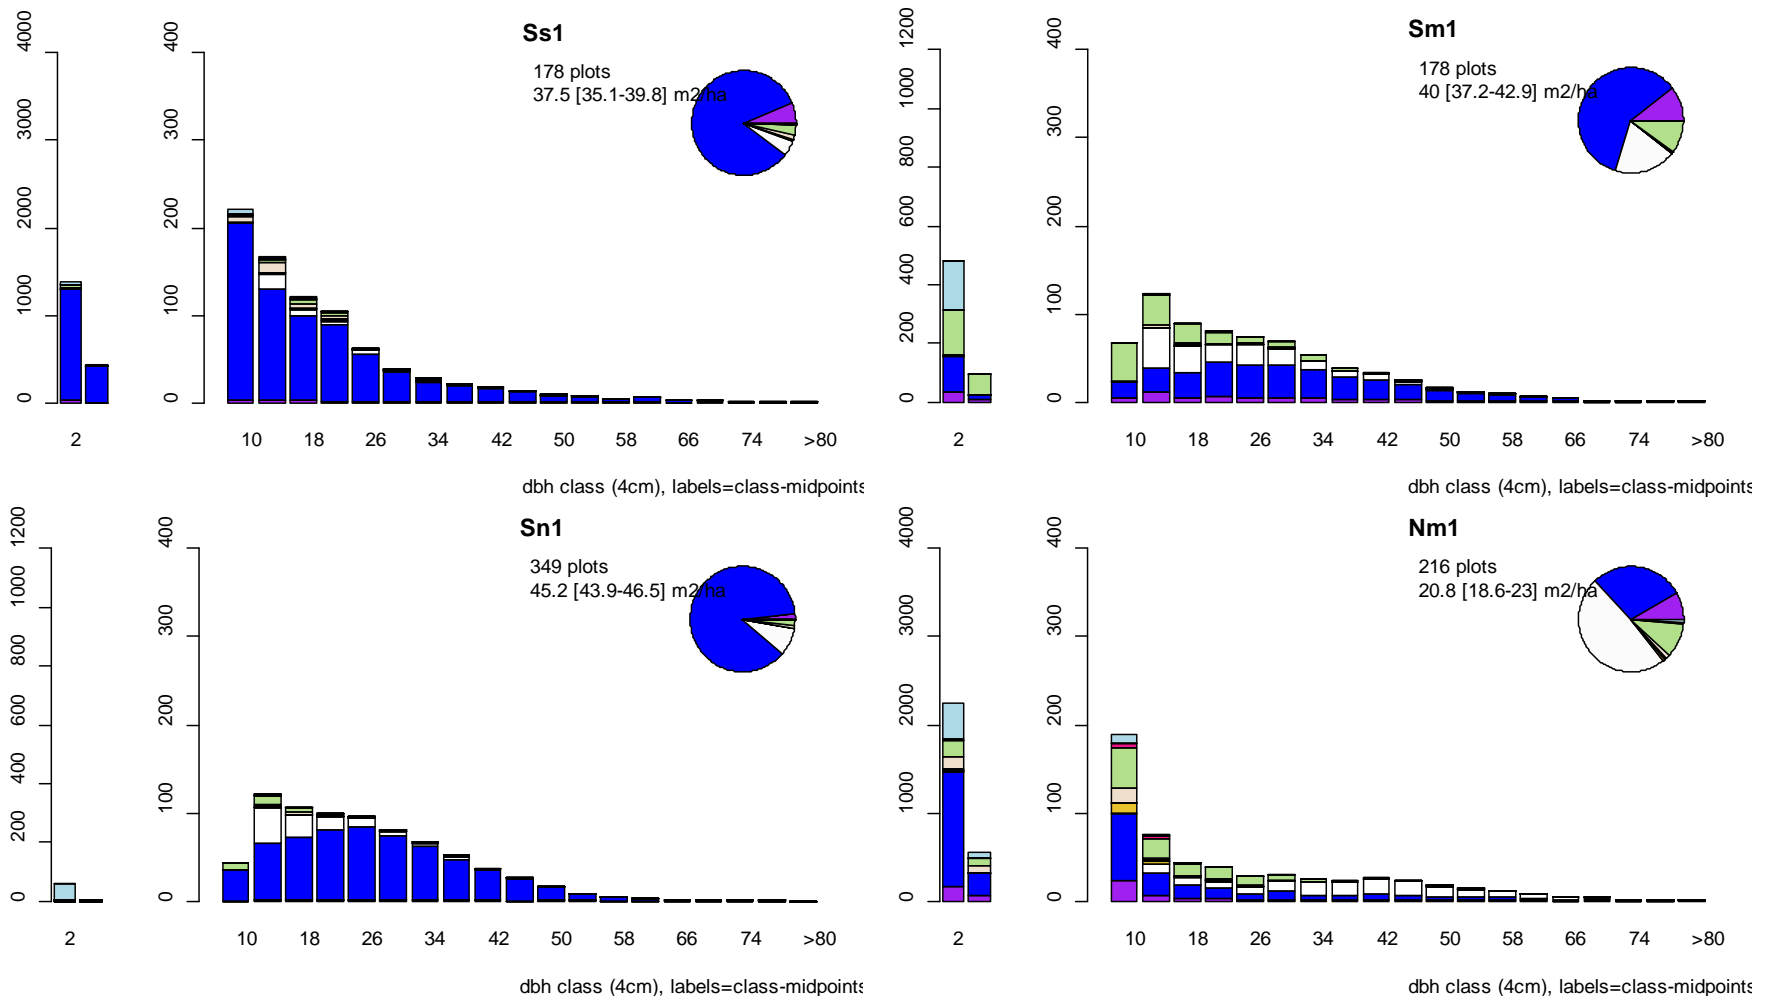 Ss1
178 plots
37.5 [35.1-39.8] m2/ha
0 1000 2000 3000 4000
0 100 200 300 400
2
10 18 26 34 42 50 58 66 74 >80
dbh class (4cm), labels=class-midpoints
Sm1
178 plots
40 [37.2-42.9] m2/ha
0 200 400 600 800 1000 1200
0 100 200 300 400
2
10 18 26 34 42 50 58 66 74 >80
dbh class (4cm), labels=class-midpoints
Sn1
349 plots
45.2 [43.9-46.5] m2/ha
0 200 400 600 800 1000 1200
0 100 200 300 400
2
10 18 26 34 42 50 58 66 74 >80
dbh class (4cm), labels=class-midpoints
Nm1
216 plots
20.8 [18.6-23] m2/ha
0 1000 2000 3000 4000
0 100 200 300 400
2
10 18 26 34 42 50 58 66 74 >80
dbh class (4cm), labels=class-midpoints